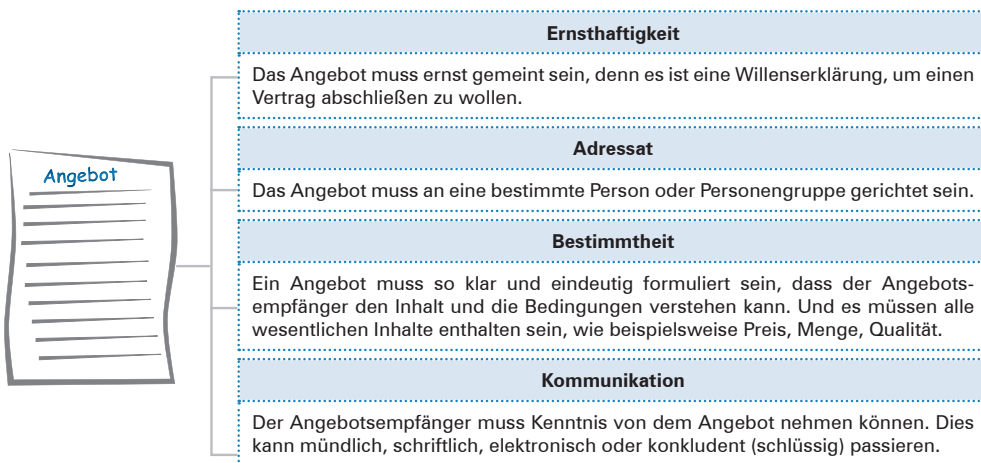 Angebot
Ernsthaftigkeit
Das Angebot muss ernst gemeint sein, denn es ist eine Willenserklärung, um einen
Vertrag abschließen zu wollen.
Adressat
Das Angebot muss an eine bestimmte Person oder Personengruppe gerichtet sein.
Bestimmtheit
Ein Angebot muss so klar und eindeutig formuliert sein, dass der Angebots-
empfänger den Inhalt und die Bedingungen verstehen kann. Und es müssen alle
wesentlichen Inhalte enthalten sein, wie beispielsweise Preis, Menge, Qualität.
Kommunikation
Der Angebotsempfänger muss Kenntnis von dem Angebot nehmen können. Dies
kann mündlich, schriftlich, elektronisch oder konkludent (schlüssig) passieren.